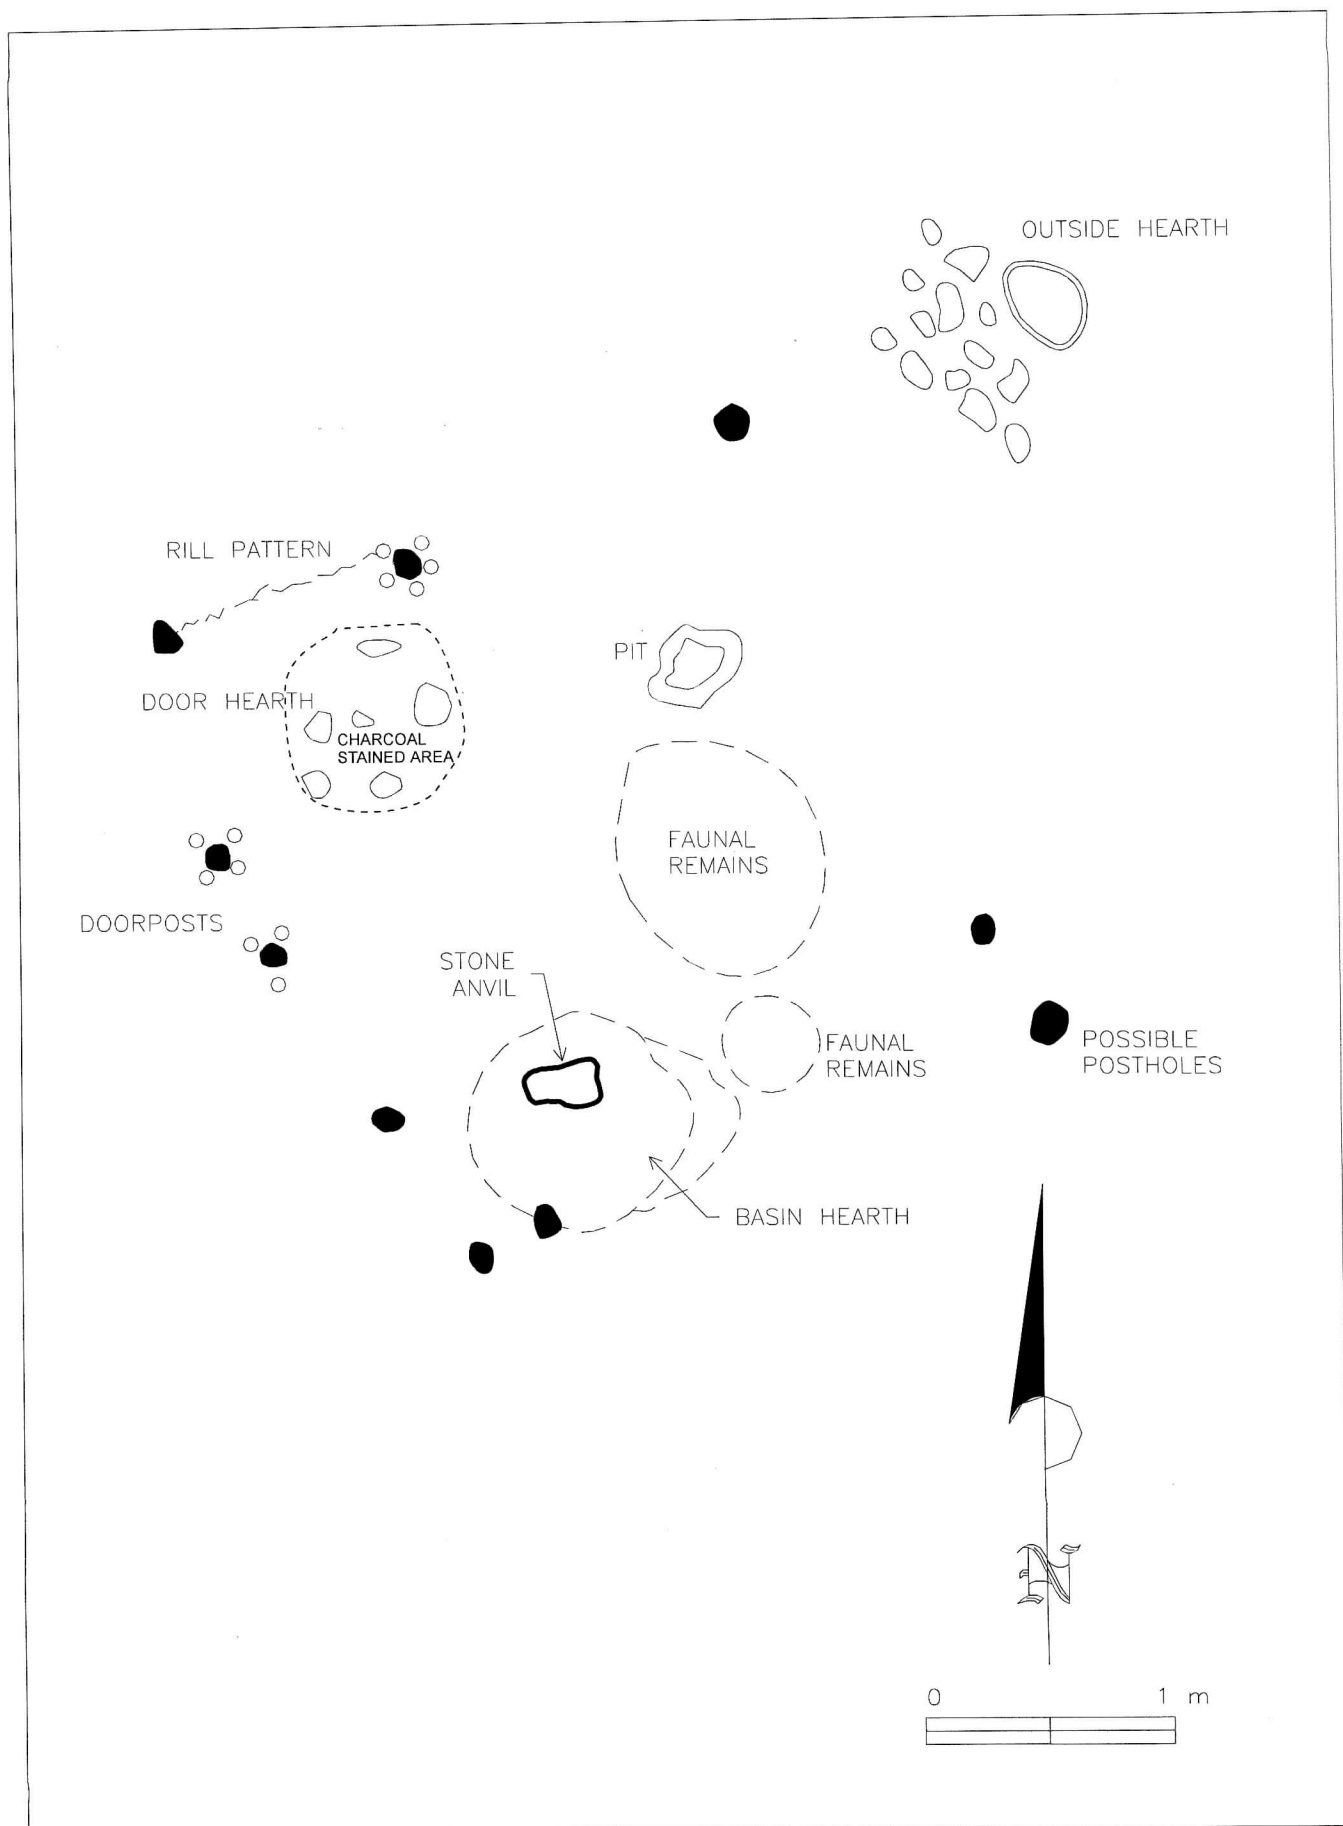 OUTSIDE HEARTH
RILL PATTERN
PIT
DOOR HEARTH
CHARCOAL
STAINED AREA
FAUNAL
REMAINS
DOORPOSTS
STONE
ANVIL
FAUNAL
REMAINS
POSSIBLE
POSTHOLES
BASIN HEARTH
N
0 1 m